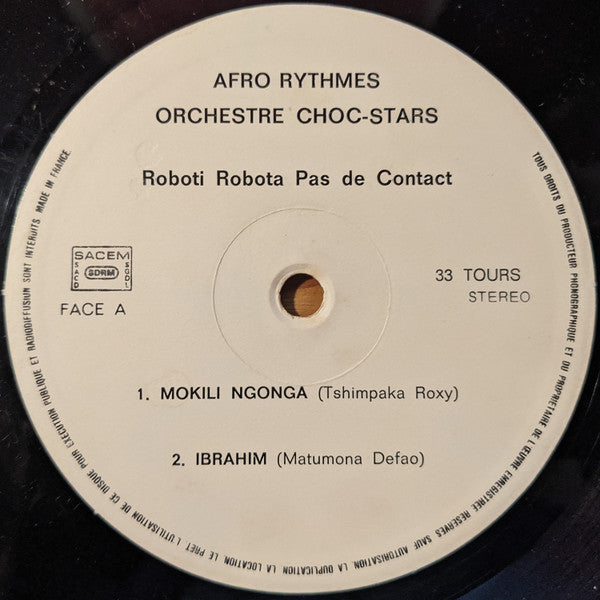 AFRO RYTHMES
ORCHESTRE CHOC-STARS
Roboti Robota Pas de Contact
SACEM
SACD
SDRM
SGDL
FACE A
33 TOURS
STEREO
1. MOKILI NGONGA (Tshimpaka Roxy)
2. IBRAHIM (Matumona Defao)
TOUS DROITS DU PRODUCTEUR PHONOGRAPHIQUE ET DU PROPRIETAIRE DE L'ŒUVRE ENREGISTREE RESERVES SAUF AUTORISATION, LA DUPLICATION, LA LOCATION, LE PRET, L'UTILISATION DE CE DISQUE POUR EXECUTION PUBLIQUE ET RADIODIFFUSION SONT INTERDITS MADE IN FRANCE